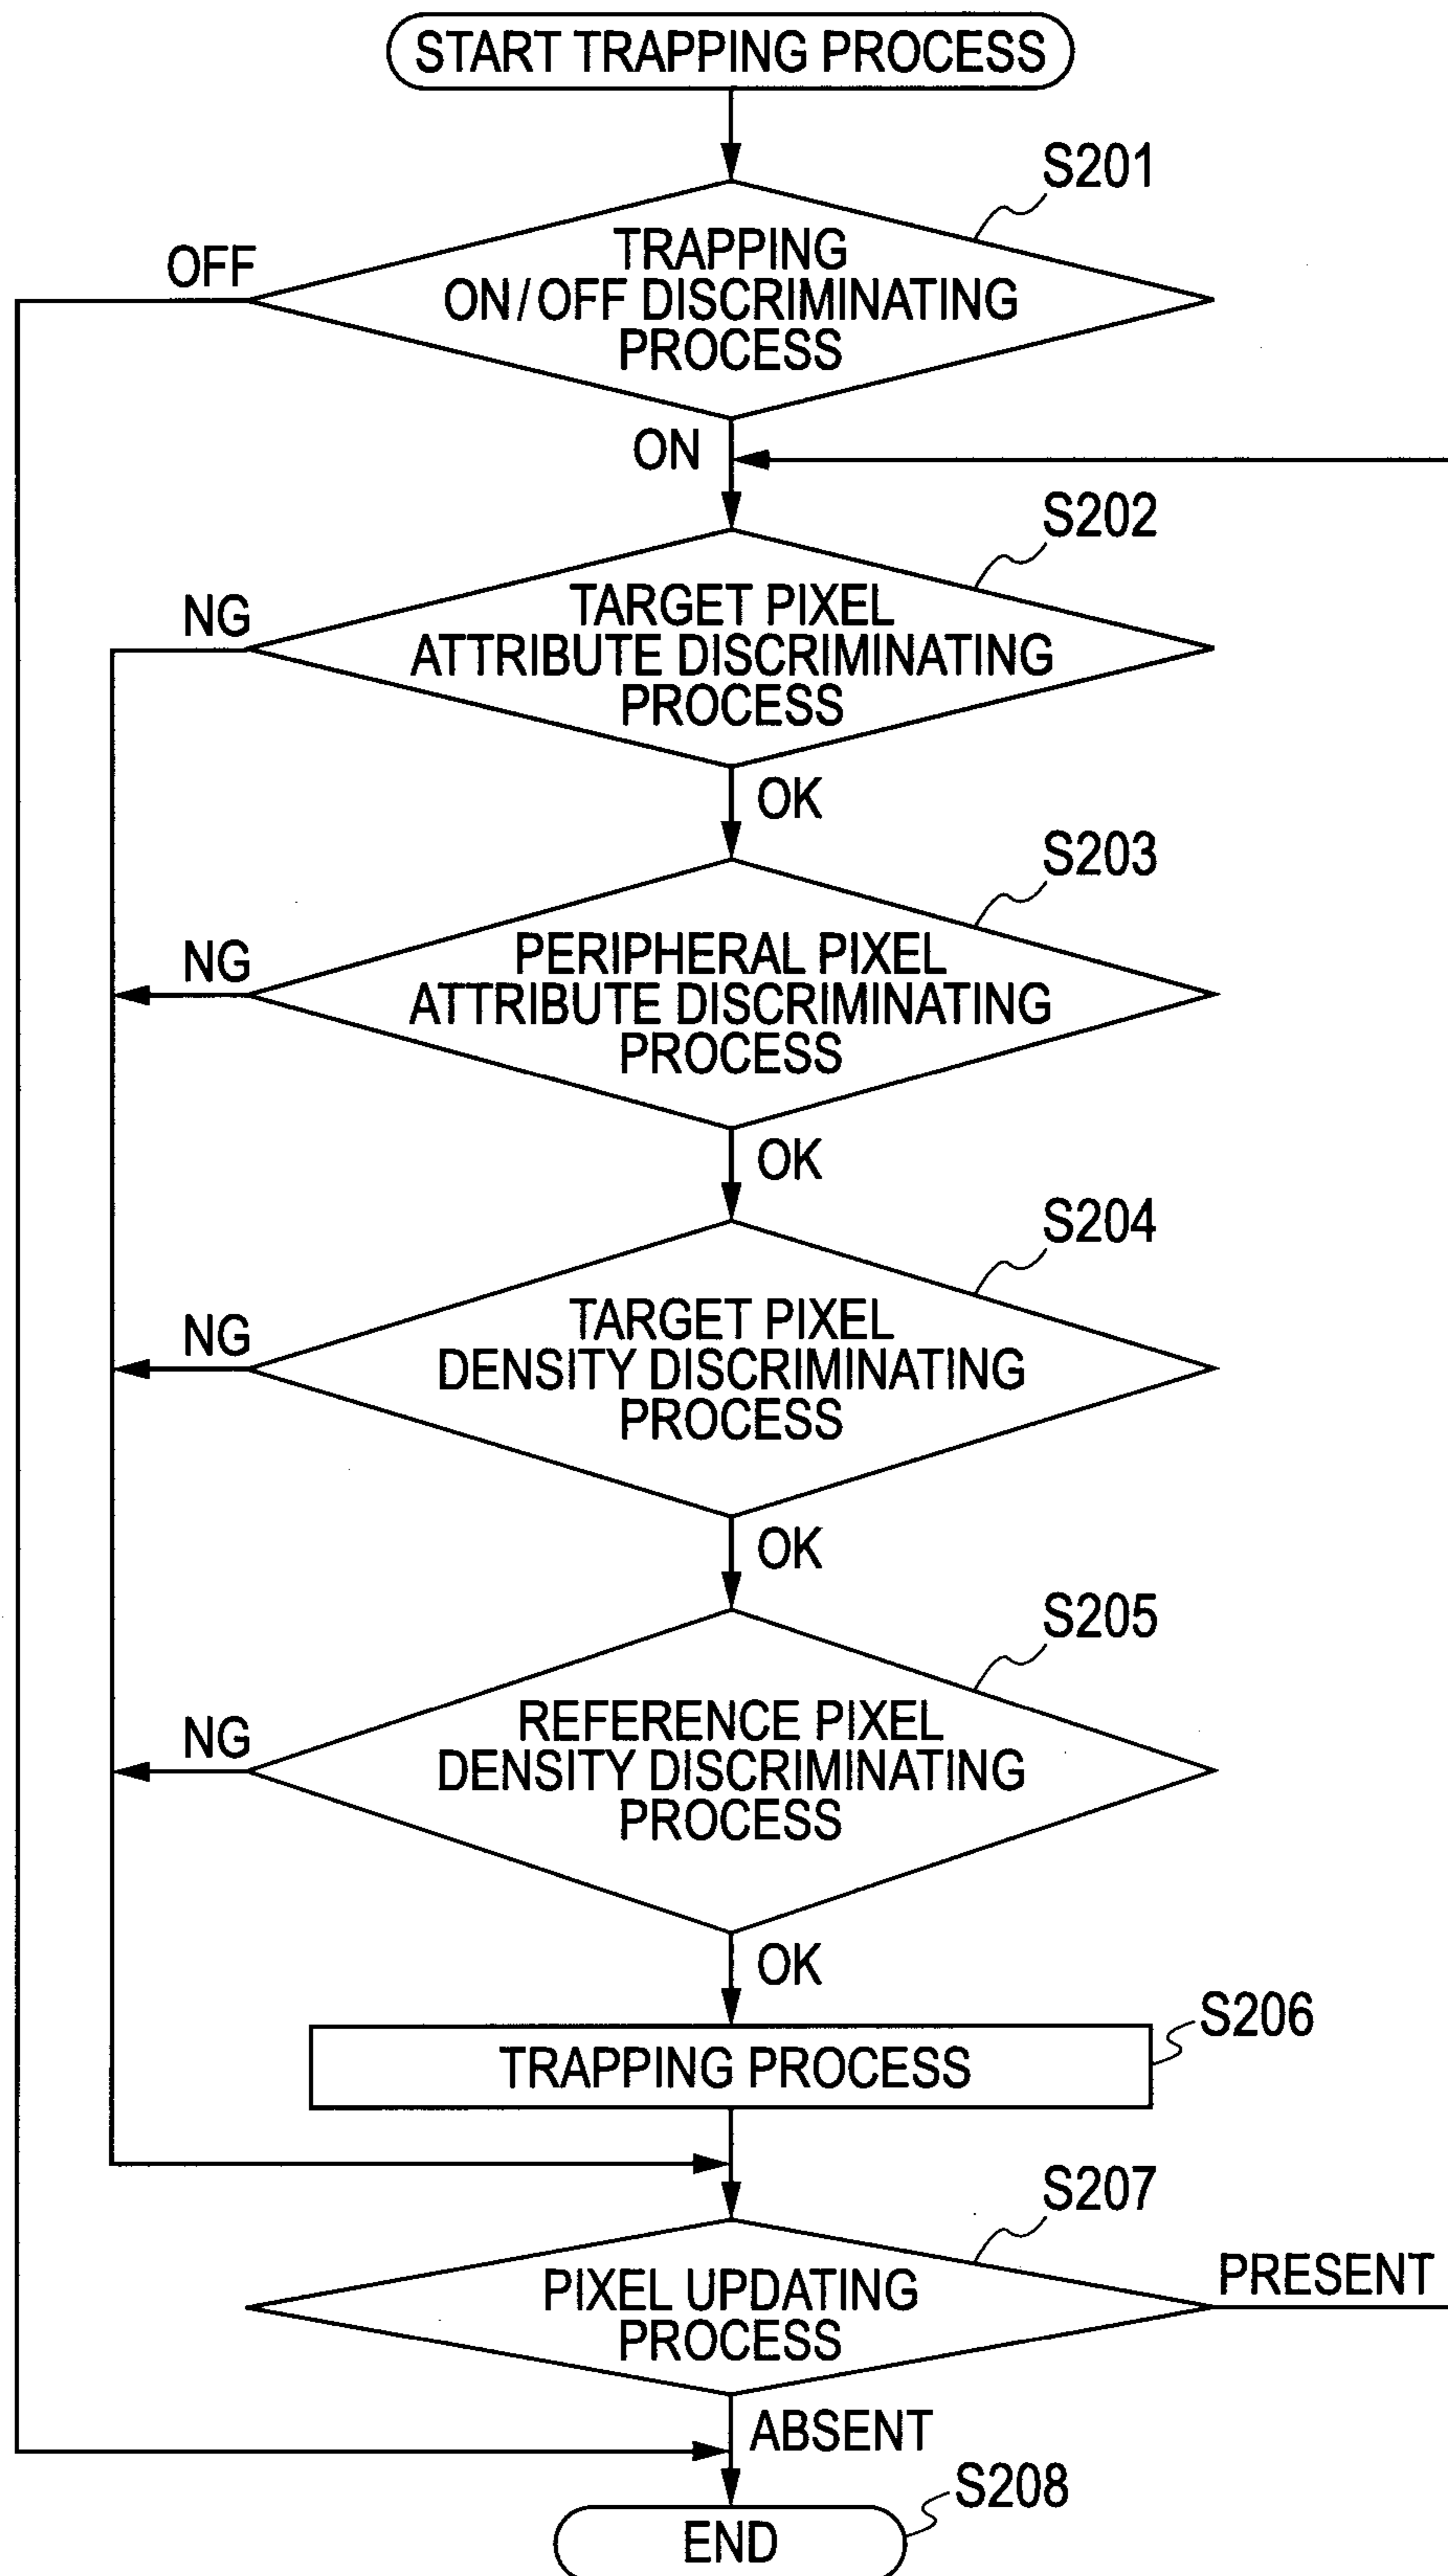 START TRAPPING PROCESS
S201
TRAPPING
ON/OFF DISCRIMINATING
PROCESS
OFF
ON
S202
TARGET PIXEL
ATTRIBUTE DISCRIMINATING
PROCESS
NG
OK
S203
PERIPHERAL PIXEL
ATTRIBUTE DISCRIMINATING
PROCESS
NG
OK
S204
TARGET PIXEL
DENSITY DISCRIMINATING
PROCESS
NG
OK
S205
REFERENCE PIXEL
DENSITY DISCRIMINATING
PROCESS
NG
OK
S206
TRAPPING PROCESS
S207
PIXEL UPDATING
PROCESS
PRESENT
ABSENT
S208
END